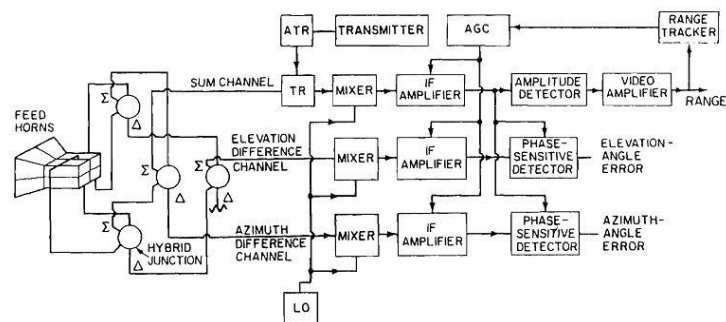 ATR
TRANSMITTER
AGC
RANGE
TRACKER
SUM CHANNEL
TR
MIXER
IF
AMPLIFIER
AMPLITUDE
DETECTOR
VIDEO
AMPLIFIER
RANGE
Σ
Δ
FEED
HORNS
Σ
Δ
Σ
Δ
ELEVATION
DIFFERENCE
CHANNEL
MIXER
IF
AMPLIFIER
PHASE-
SENSITIVE
DETECTOR
ELEVATION-
ANGLE
ERROR
Σ
Δ
HYBRID
JUNCTION
AZIMUTH
DIFFERENCE
CHANNEL
MIXER
IF
AMPLIFIER
PHASE-
SENSITIVE
DETECTOR
AZIMUTH-
ANGLE
ERROR
LO